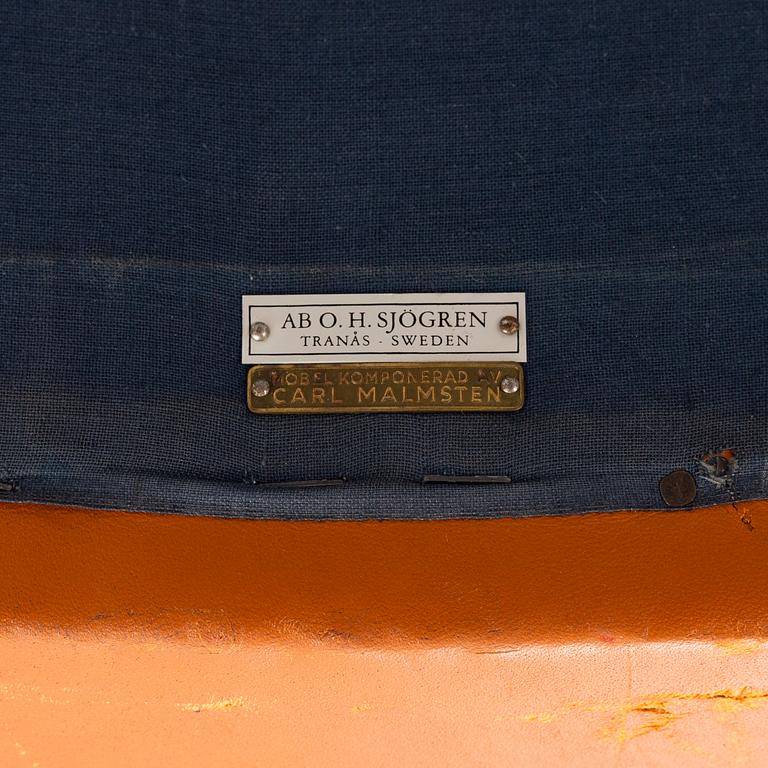 AB O. H. SJÖGREN
TRANÅS - SWEDEN
MÖBEL KOMPONERAD AV
CARL MALMSTEN